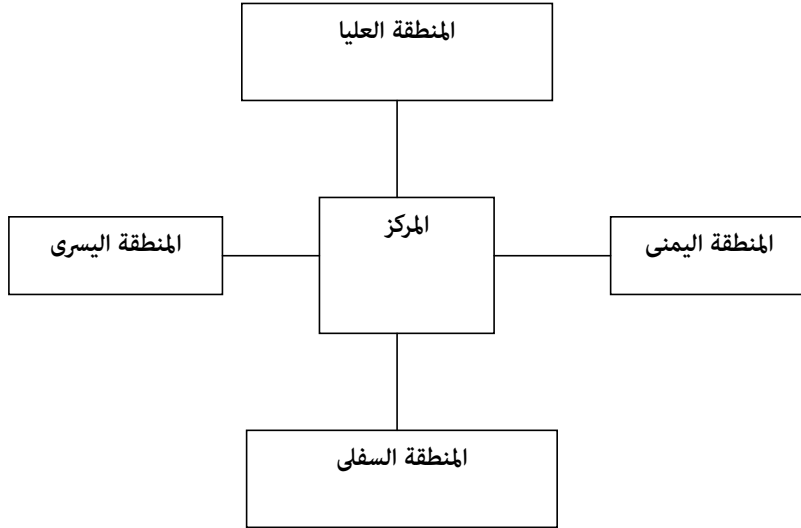 المنطقة العليا
المركز
المنطقة اليمنى
المنطقة اليسرى
المنطقة السفلى